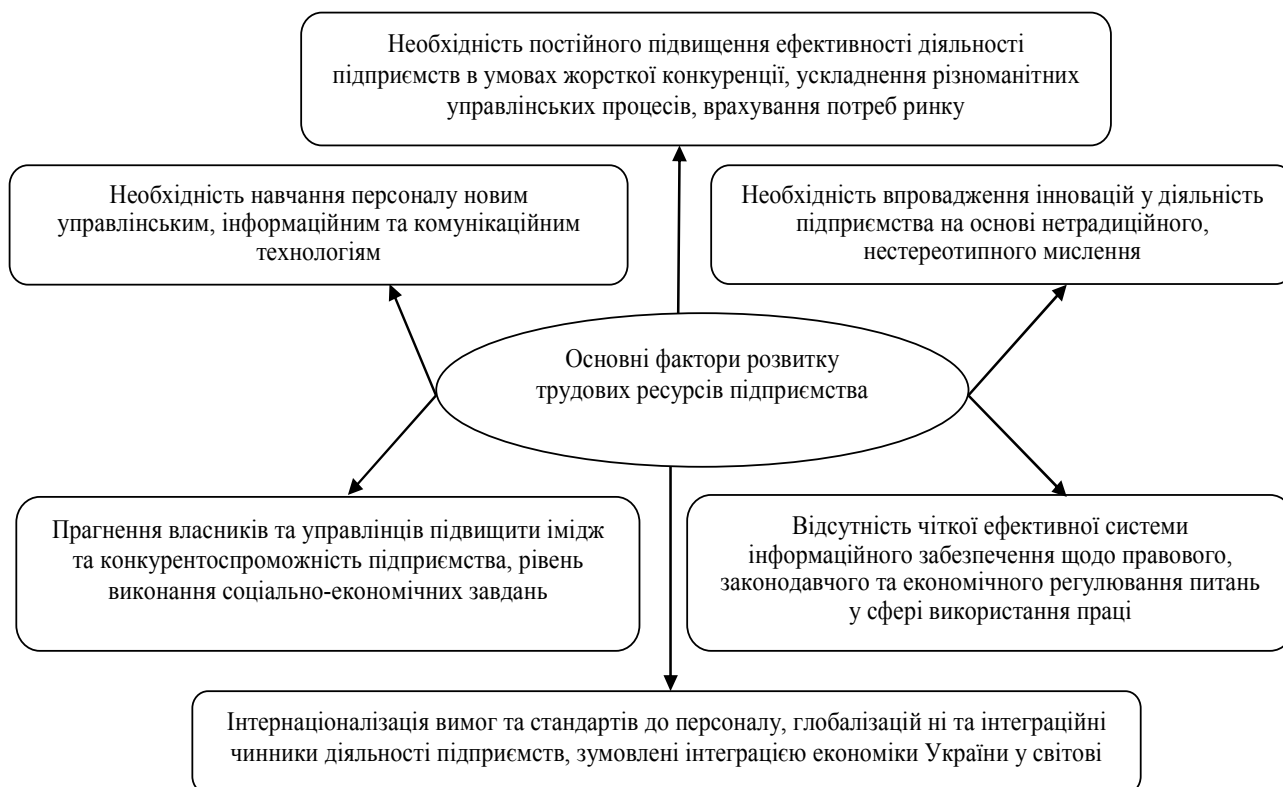 Необхідність постійного підвищення ефективності діяльності
підприємств в умовах жорсткої конкуренції, ускладнення різноманітних
управлінських процесів, врахування потреб ринку
Необхідність навчання персоналу новим
управлінським, інформаційним та комунікаційним
технологіям
Необхідність впровадження інновацій у діяльність
підприємства на основі нетрадиційного,
нестереотипного мислення
Основні фактори розвитку
трудових ресурсів підприємства
Прагнення власників та управлінців підвищити імідж
та конкурентоспроможність підприємства, рівень
виконання соціально-економічних завдань
Відсутність чіткої ефективної системи
інформаційного забезпечення щодо правового,
законодавчого та економічного регулювання питань
у сфері використання праці
Інтернаціоналізація вимог та стандартів до персоналу, глобалізацій ні та інтеграційні
чинники діяльності підприємств, зумовлені інтеграцією економіки України у світові